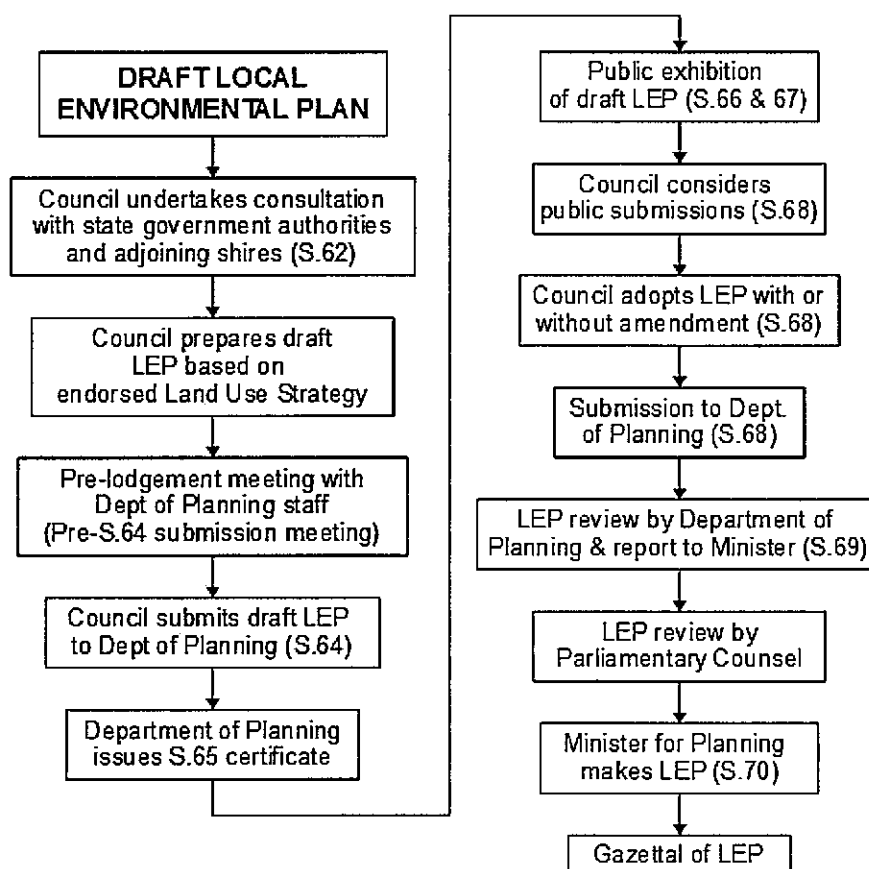 DRAFT LOCAL
ENVIRONMENTAL PLAN
Council undertakes consultation
with state government authorities
and adjoining shires (S.62)
Council prepares draft
LEP based on
endorsed Land Use Strategy
Pre-lodgement meeting with
Dept of Planning staff
(Pre-S.64 submission meeting)
Council submits draft LEP
to Dept of Planning (S.64)
Department of Planning
issues S.65 certificate
Public exhibition
of draft LEP (S.66 & 67)
Council considers
public submissions (S.68)
Council adopts LEP with or
without amendment (S.68)
Submission to Dept.
of Planning (S.68)
LEP review by Department of
Planning & report to Minister (S.69)
LEP review by
Parliamentary Counsel
Minister for Planning
makes LEP (S.70)
Gazettal of LEP